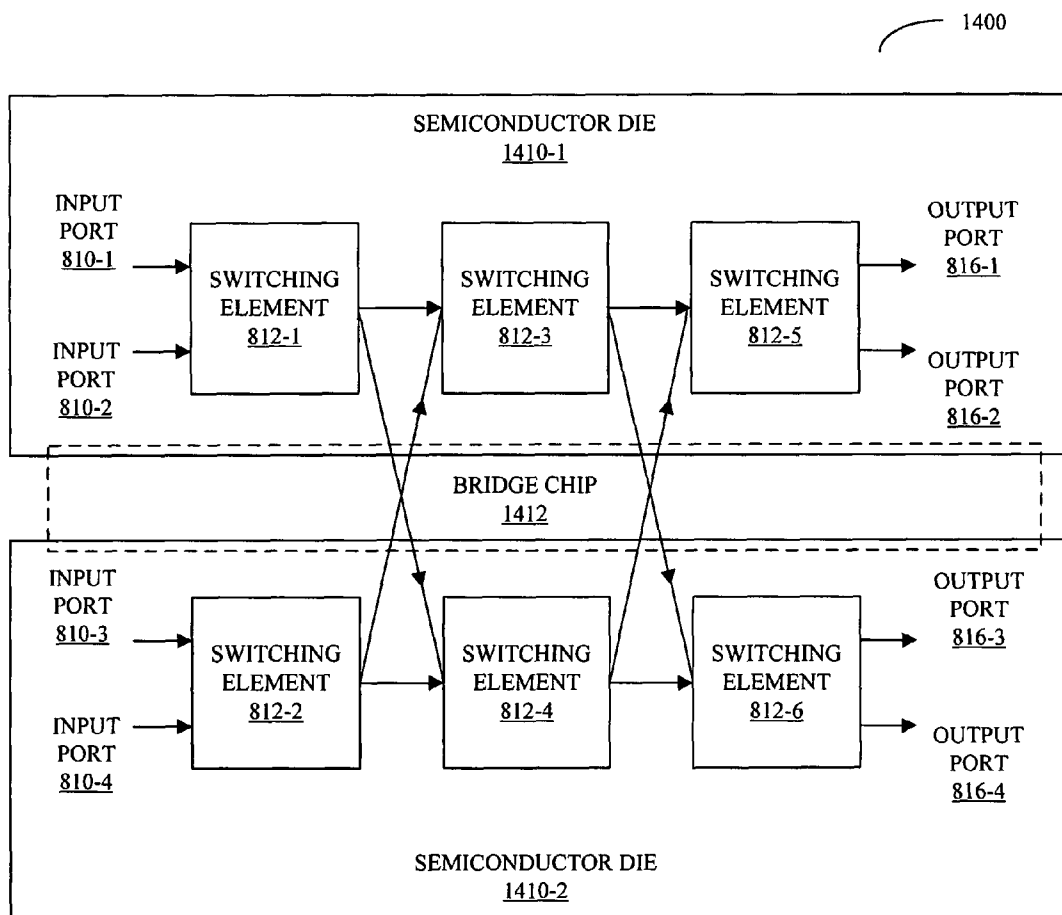 1400
SEMICONDUCTOR DIE
1410-1
INPUT
PORT
810-1
INPUT
PORT
810-2
SWITCHING
ELEMENT
812-1
SWITCHING
ELEMENT
812-3
SWITCHING
ELEMENT
812-5
OUTPUT
PORT
816-1
OUTPUT
PORT
816-2
BRIDGE CHIP
1412
INPUT
PORT
810-3
INPUT
PORT
810-4
SWITCHING
ELEMENT
812-2
SWITCHING
ELEMENT
812-4
SWITCHING
ELEMENT
812-6
OUTPUT
PORT
816-3
OUTPUT
PORT
816-4
SEMICONDUCTOR DIE
1410-2